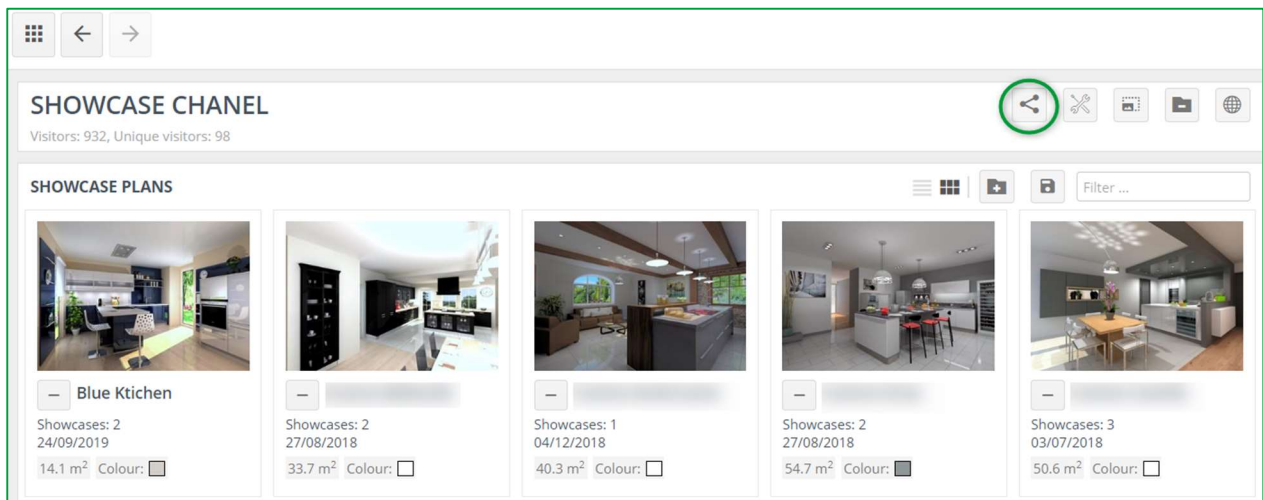 SHOWCASE CHANEL
Visitors: 932, Unique visitors: 98
SHOWCASE PLANS
Filter ...
Blue Ktichen
Showcases: 2
24/09/2019
14.1 m² Colour:
Showcases: 2
27/08/2018
33.7 m² Colour:
Showcases: 1
04/12/2018
40.3 m² Colour:
Showcases: 2
27/08/2018
54.7 m² Colour:
Showcases: 3
03/07/2018
50.6 m² Colour: